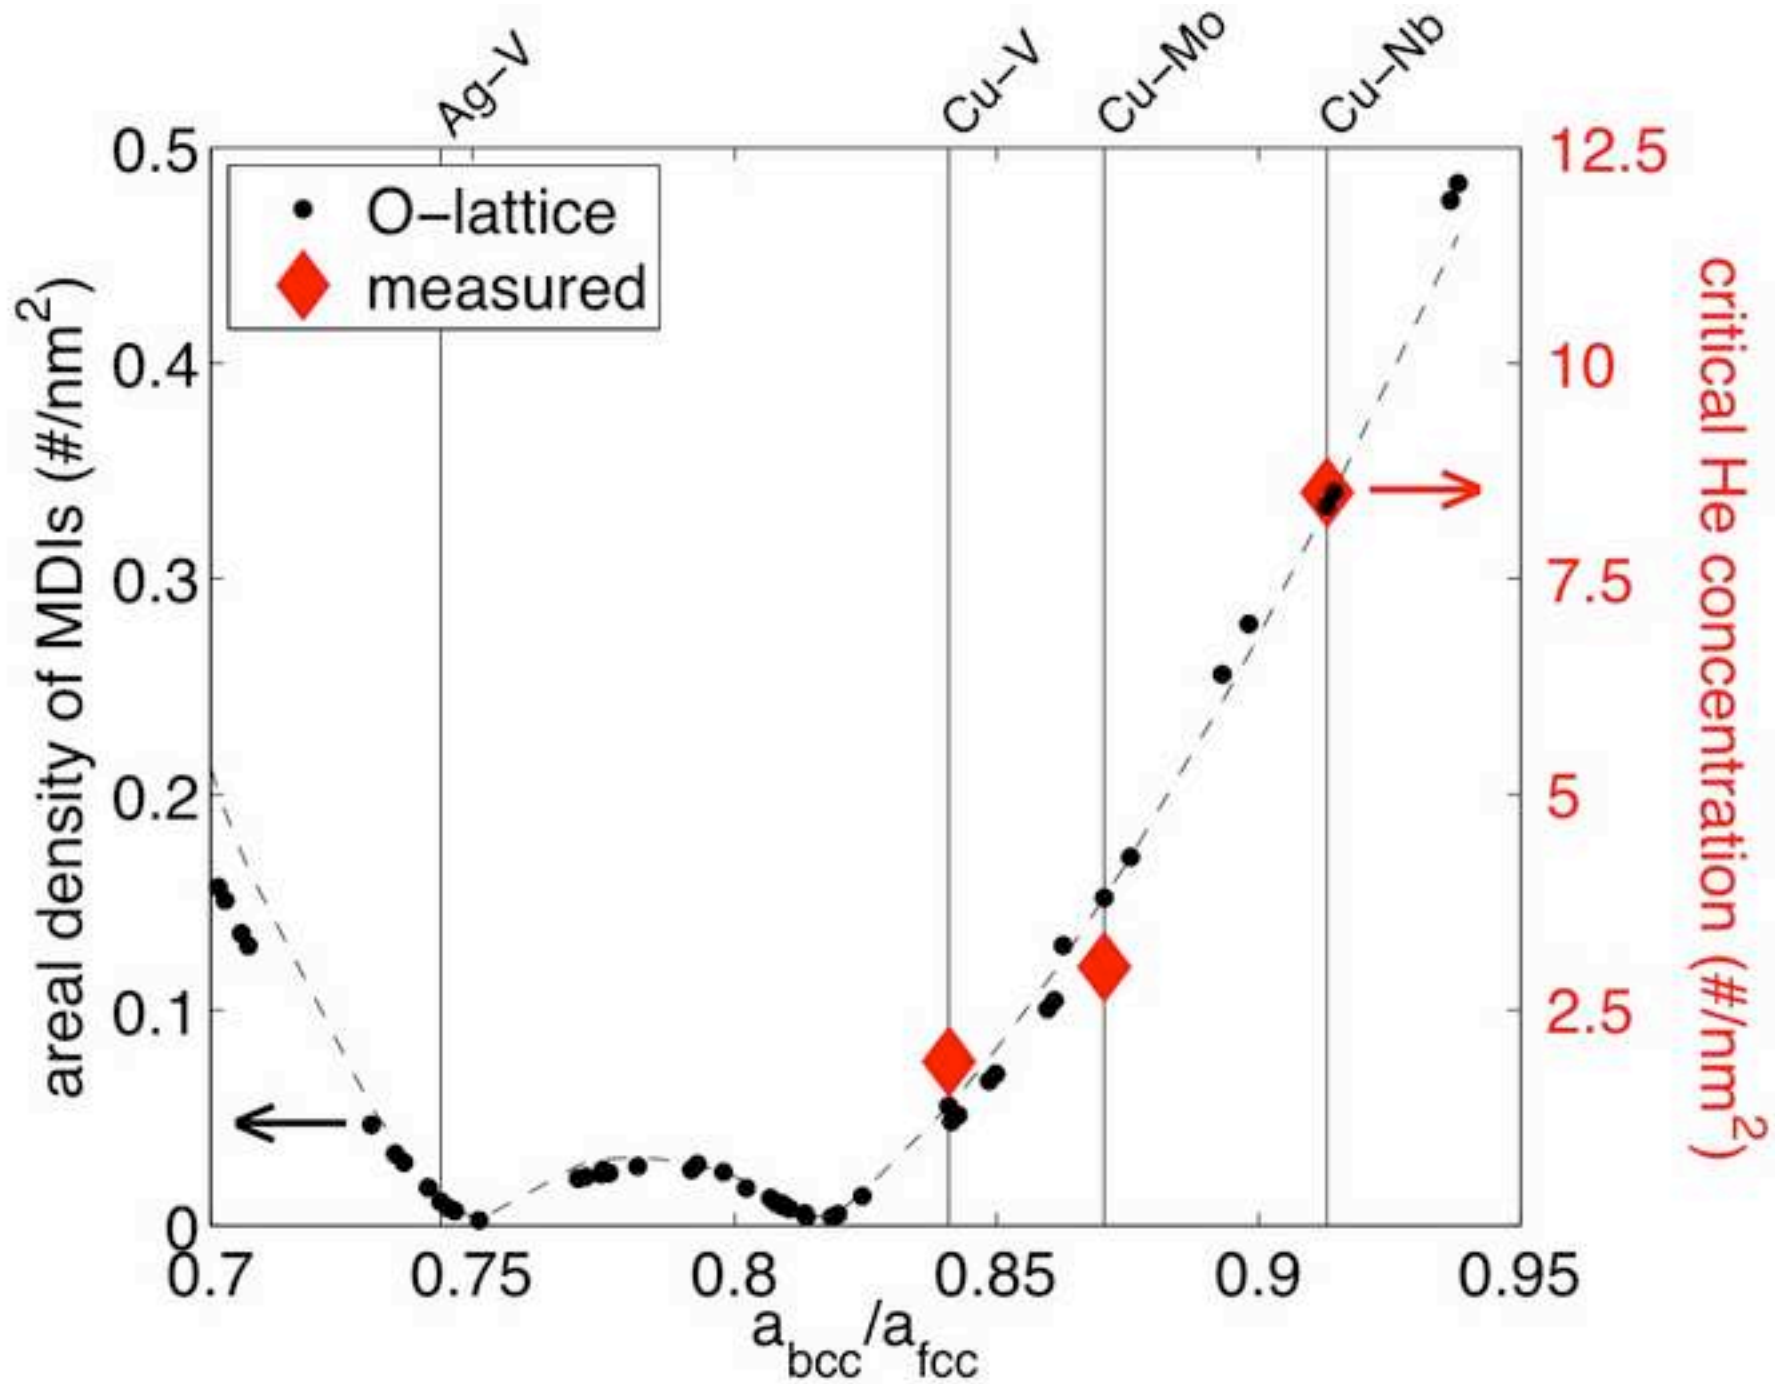 Ag–V
Cu–V
Cu–Mo
Cu–Nb
0.5
0.4
0.3
0.2
0.1
0
areal density of MDIs (#/nm²)
O–lattice
measured
12.5
10
7.5
5
2.5
critical He concentration (#/nm²)
0.7 0.75 0.8 0.85 0.9 0.95
a_bcc/a_fcc